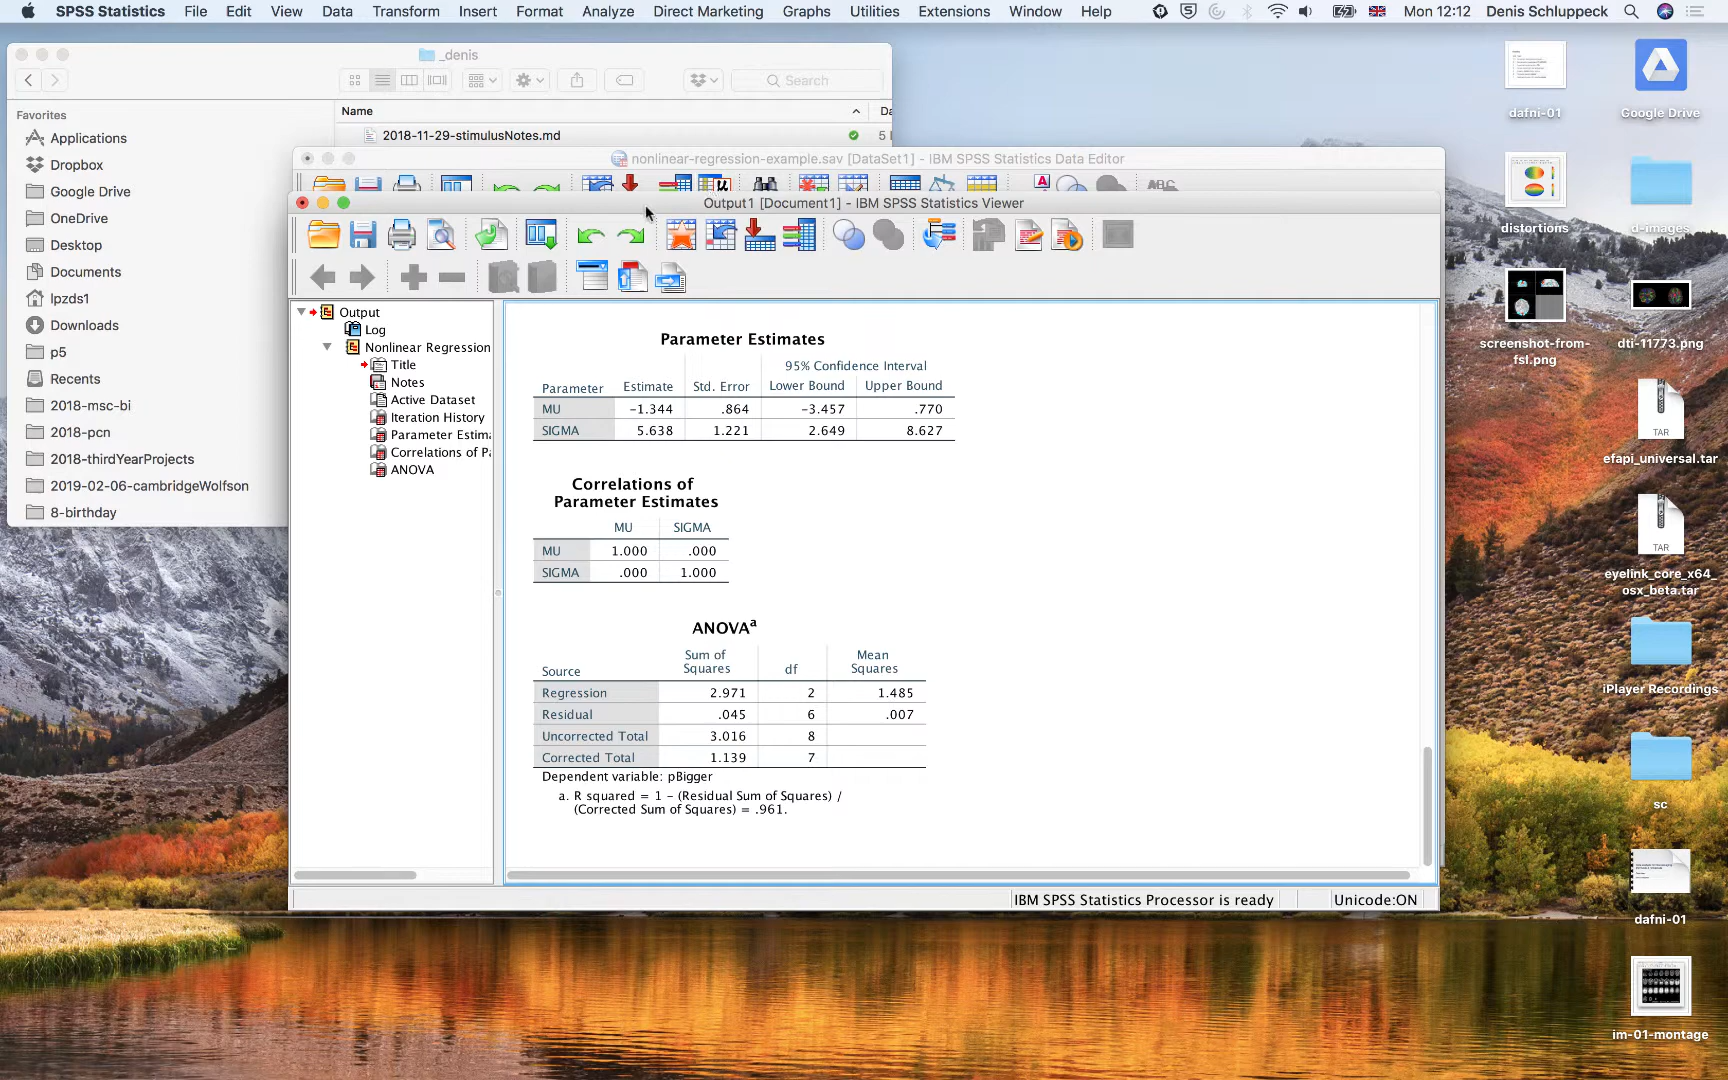 SPSS Statistics File Edit View Data Transform Insert Format Analyze Direct Marketing Graphs Utilities Extensions Window Help Mon 12:12 Denis Schluppeck
_denis
Search
Favorites
Applications
Dropbox
Google Drive
OneDrive
Desktop
Documents
lpzds1
Downloads
p5
Recents
2018-msc-bi
2018-pcn
2018-thirdYearProjects
2019-02-06-cambridgeWolfson
8-birthday
Name
2018-11-29-stimulusNotes.md
nonlinear-regression-example.sav [DataSet1] - IBM SPSS Statistics Data Editor
Output1 [Document1] - IBM SPSS Statistics Viewer
Output
Log
Nonlinear Regression
Title
Notes
Active Dataset
Iteration History
Parameter Estima
Correlations of Pa
ANOVA
Parameter Estimates
95% Confidence Interval
Parameter Estimate Std. Error Lower Bound Upper Bound
MU -1.344 .864 -3.457 .770
SIGMA 5.638 1.221 2.649 8.627
Correlations of
Parameter Estimates
MU SIGMA
MU 1.000 .000
SIGMA .000 1.000
ANOVAa
Source Sum of Squares df Mean Squares
Regression 2.971 2 1.485
Residual .045 6 .007
Uncorrected Total 3.016 8
Corrected Total 1.139 7
Dependent variable: pBigger
a. R squared = 1 - (Residual Sum of Squares) /
(Corrected Sum of Squares) = .961.
IBM SPSS Statistics Processor is ready Unicode:ON
dafni-01
Google Drive
distortions
d-images
screenshot-from-
fsl.png
dti-11773.png
TAR
efapi_universal.tar
TAR
eyelink_core_x64_
osx_beta.tar
iPlayer Recordings
sc
dafni-01
im-01-montage